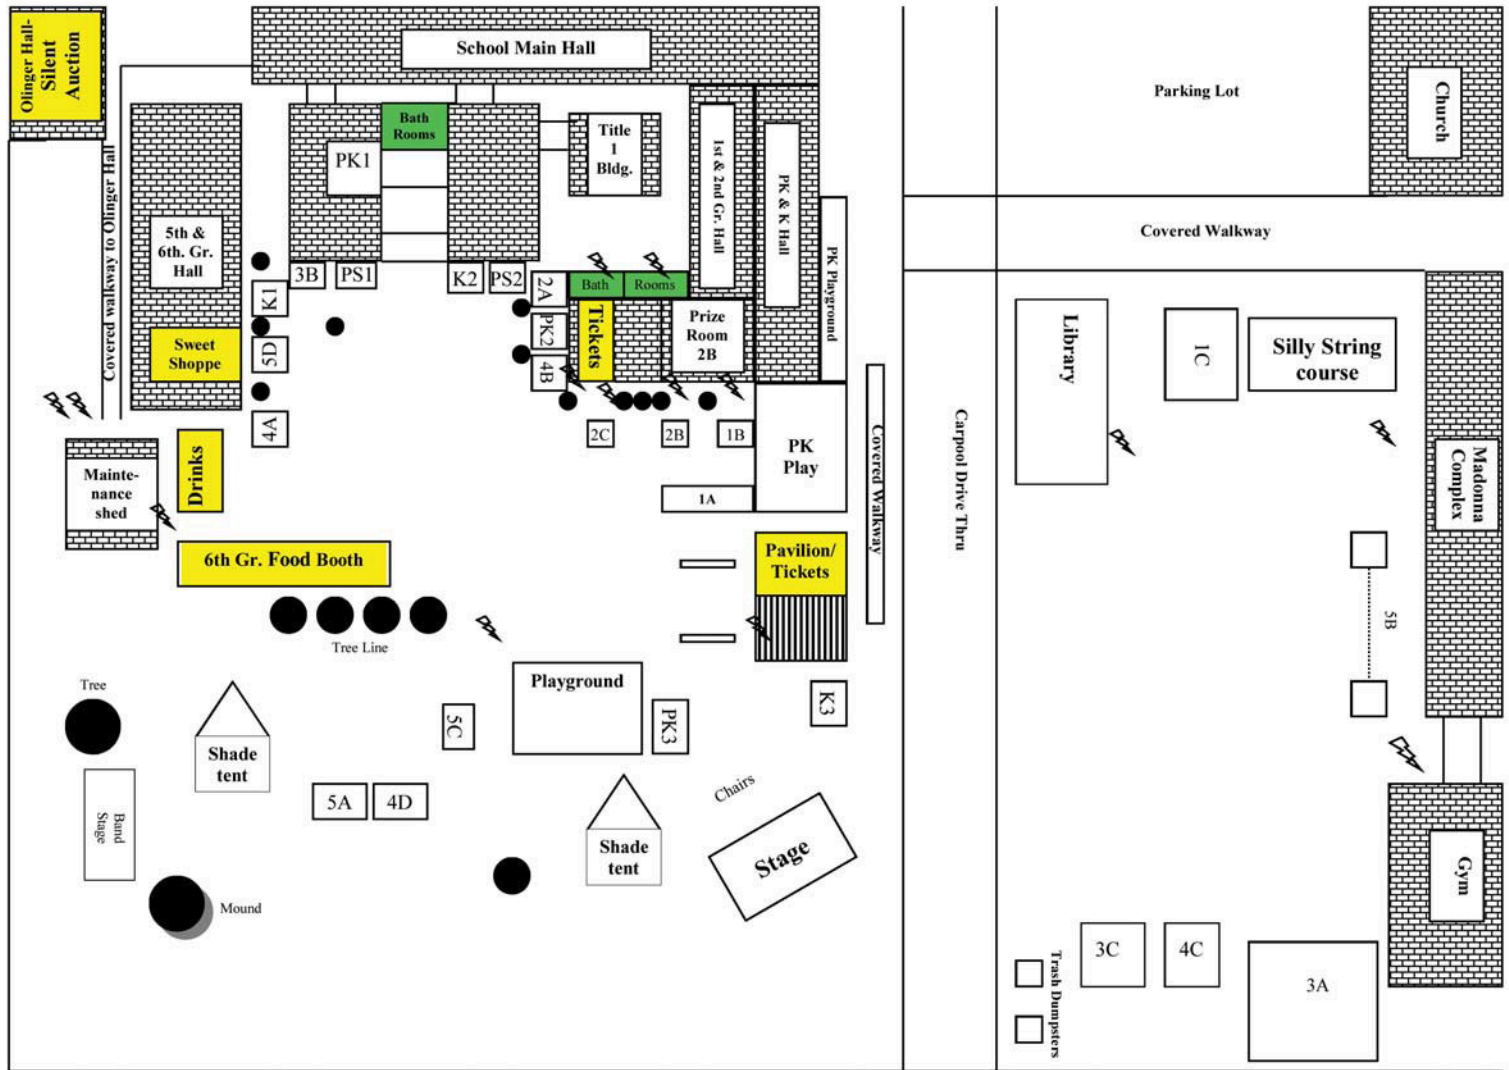 Olinger Hall-
Silent
Auction
School Main Hall
Parking Lot
Church
Covered walkway to Olinger Hall
Bath
Rooms
PK1
Title
1
Bldg.
1st & 2nd Gr. Hall
PK & K Hall
PK Playground
Covered Walkway
5th &
6th. Gr.
Hall
3B
PS1
K2
PS2
2A
Bath
Rooms
K1
Sweet
Shoppe
5D
PK2
4B
Tickets
Prize
Room
2B
Library
1C
Silly String
course
4A
2C
2B
1B
PK
Play
Covered Walkway
Carpool Drive Thru
Madonna
Complex
Mainte-
nance
shed
Drinks
1A
6th Gr. Food Booth
Pavilion/
Tickets
5B
Tree Line
Tree
Shade
tent
5C
Playground
PK3
K3
Band
Stage
5A
4D
Chairs
Shade
tent
Stage
Gym
Mound
3C
4C
3A
Trash Dumpsters